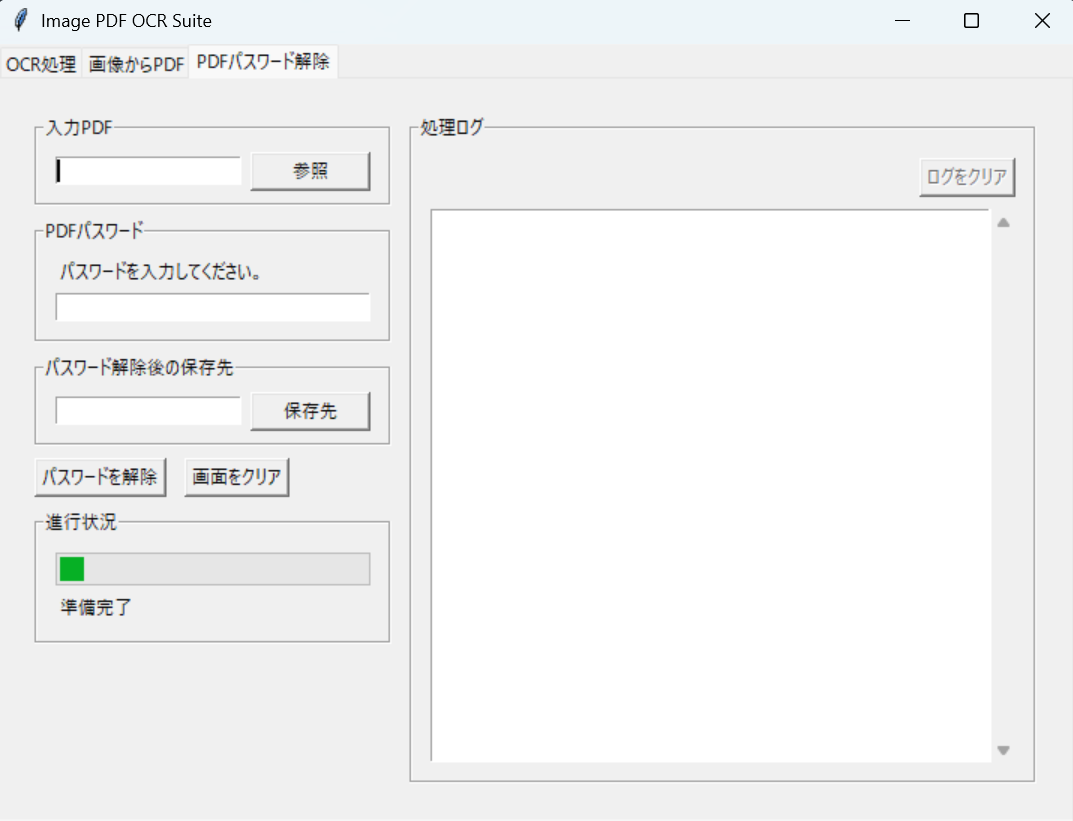 Image PDF OCR Suite
OCR処理 画像からPDF PDFパスワード解除
入力PDF
参照
PDFパスワード
パスワードを入力してください。
パスワード解除後の保存先
保存先
パスワードを解除 画面をクリア
進行状況
準備完了
処理ログ
ログをクリア